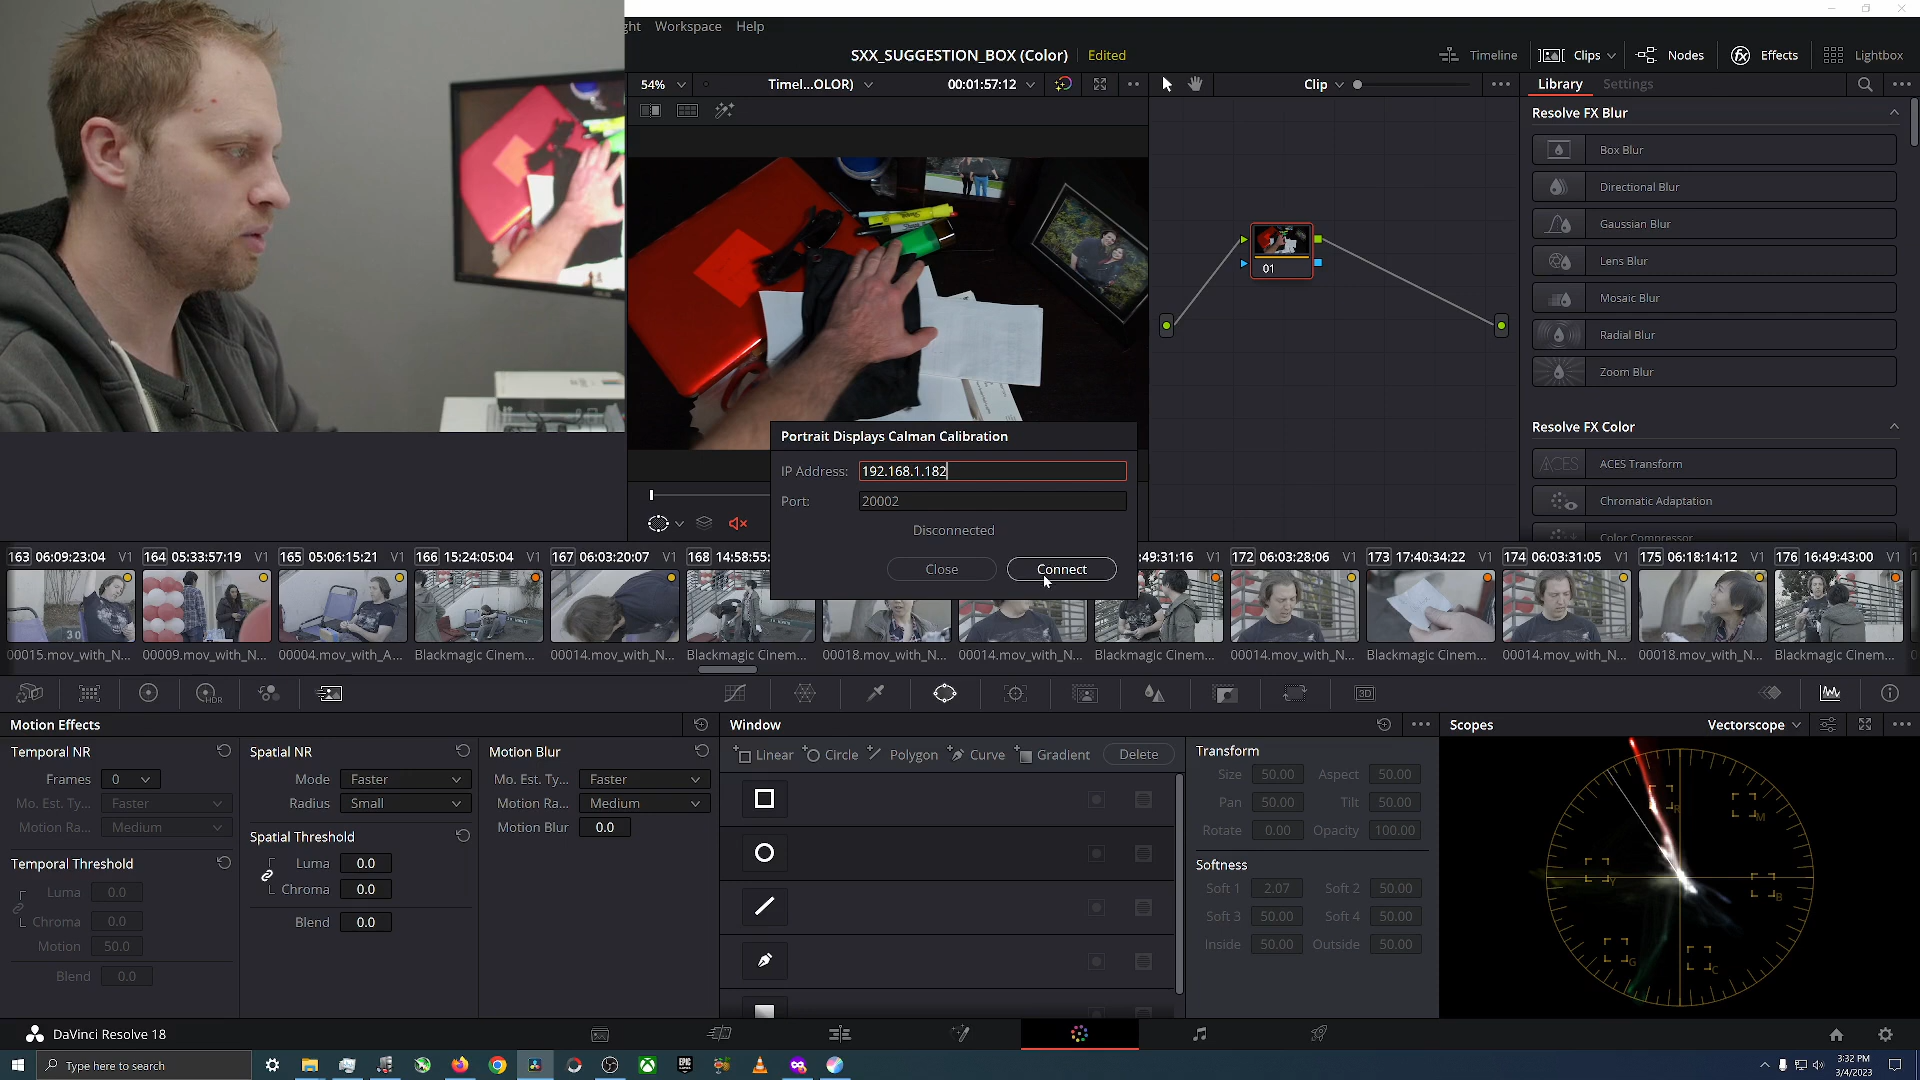 ght Workspace Help
SXX_SUGGESTION_BOX (Color) Edited
Timeline Clips Nodes Effects Lightbox
54% Timel...OLOR) 00:01:57:12
Clip
Library Settings
Resolve FX Blur
Box Blur
Directional Blur
Gaussian Blur
Lens Blur
Mosaic Blur
Radial Blur
Zoom Blur
Resolve FX Color
ACES ACES Transform
Chromatic Adaptation
Color Compressor
01
Portrait Displays Calman Calibration
IP Address: 192.168.1.182
Port: 20002
Disconnected
Close Connect
163 06:09:23:04 V1 164 05:33:57:19 V1 165 05:06:15:21 V1 166 15:24:05:04 V1 167 06:03:20:07 V1 168 14:58:55: :49:31:16 V1 172 06:03:28:06 V1 173 17:40:34:22 V1 174 06:03:31:05 V1 175 06:18:14:12 V1 176 16:49:43:00 V1
30
00015.mov_with_N... 00009.mov_with_N... 00004.mov_with_A... Blackmagic Cinem... 00014.mov_with_N... Blackmagic Cinem... 00018.mov_with_N... 00014.mov_with_N... Blackmagic Cinem... 00014.mov_with_N... Blackmagic Cinem... 00014.mov_with_N... 00018.mov_with_N... Blackmagic Cinem...
HDR 3D
Motion Effects
Temporal NR
Frames 0
Mo. Est. Ty... Faster
Motion Ra... Medium
Temporal Threshold
Luma 0.0
Chroma 0.0
Motion 50.0
Blend 0.0
Spatial NR
Mode Faster
Radius Small
Spatial Threshold
Luma 0.0
Chroma 0.0
Blend 0.0
Motion Blur
Mo. Est. Ty... Faster
Motion Ra... Medium
Motion Blur 0.0
Window
Linear Circle Polygon Curve Gradient Delete
Transform
Size 50.00 Aspect 50.00
Pan 50.00 Tilt 50.00
Rotate 0.00 Opacity 100.00
Softness
Soft 1 2.07 Soft 2 50.00
Soft 3 50.00 Soft 4 50.00
Inside 50.00 Outside 50.00
Scopes Vectorscope
R M
Y B
G C
DaVinci Resolve 18
Type here to search
EPIC GAMES
3:32 PM
3/4/2023